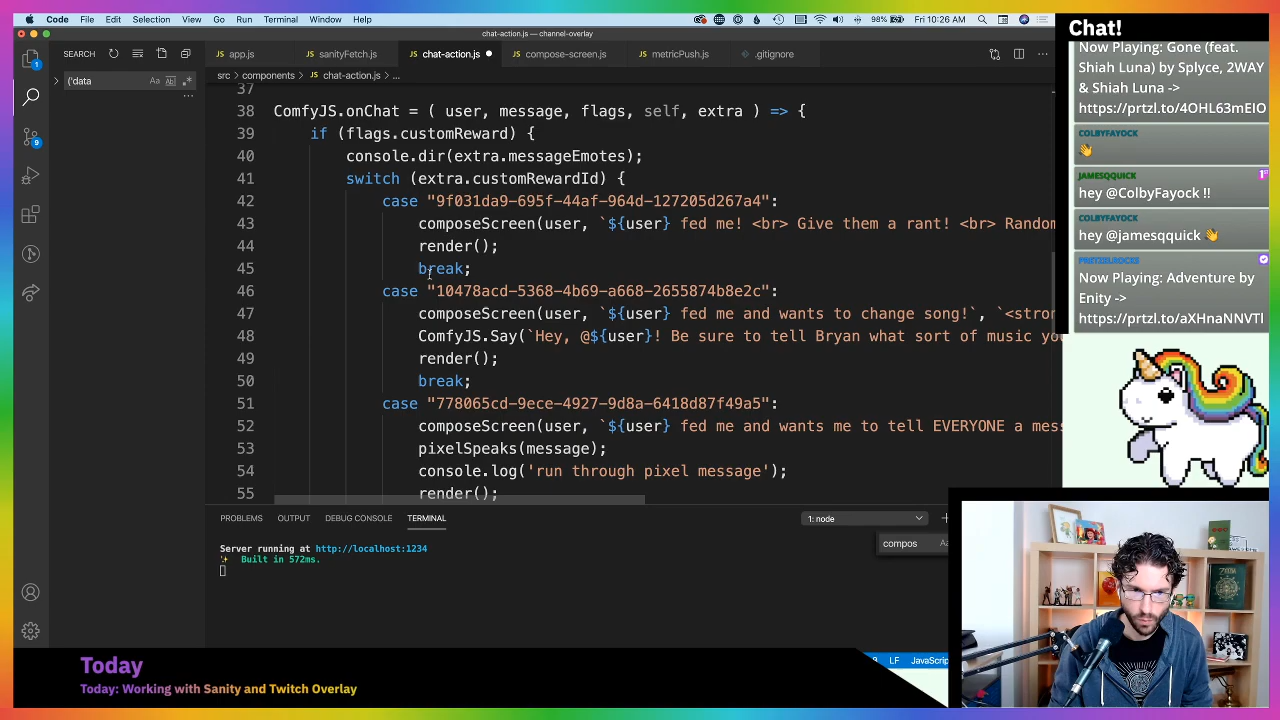 Code File Edit Selection View Go Run Terminal Window Help
98% Fri 10:26 AM
chat-action.js — channel-overlay
SEARCH
app.js
sanityFetch.js
chat-action.js
compose-screen.js
metricPush.js
.gitignore
('data
src > components > chat-action.js > ...
37
38 ComfyJS.onChat = ( user, message, flags, self, extra ) => {
39 if (flags.customReward) {
40 console.dir(extra.messageEmotes);
41 switch (extra.customRewardId) {
42 case "9f031da9-695f-44af-964d-127205d267a4":
43 composeScreen(user, `${user} fed me! <br> Give them a rant! <br> Random
44 render();
45 break;
46 case "10478acd-5368-4b69-a668-2655874b8e2c":
47 composeScreen(user, `${user} fed me and wants to change song!`, `<stron
48 ComfyJS.Say(`Hey, @${user}! Be sure to tell Bryan what sort of music yo
49 render();
50 break;
51 case "778065cd-9ece-4927-9d8a-6418d87f49a5":
52 composeScreen(user, `${user} fed me and wants me to tell EVERYONE a mess
53 pixelSpeaks(message);
54 console.log('run through pixel message');
55 render();
1
9
PROBLEMS OUTPUT DEBUG CONSOLE TERMINAL
1: node
compos
Server running at http://localhost:1234
✨ Built in 572ms.
LF JavaScrip
Chat!
Now Playing: Gone (feat.
Shiah Luna) by Splyce, 2WAY
& Shiah Luna ->
https://prtzl.to/4OHL63mEIO
COLBYFAYOCK
👋
JAMESQQUICK
1st
hey @ColbyFayock !!
COLBYFAYOCK
hey @jamesqquick 👋
PRETZELROCKS
Now Playing: Adventure by
Enity ->
https://prtzl.to/aXHnaNNVTl
ZELDA
Today
Today: Working with Sanity and Twitch Overlay